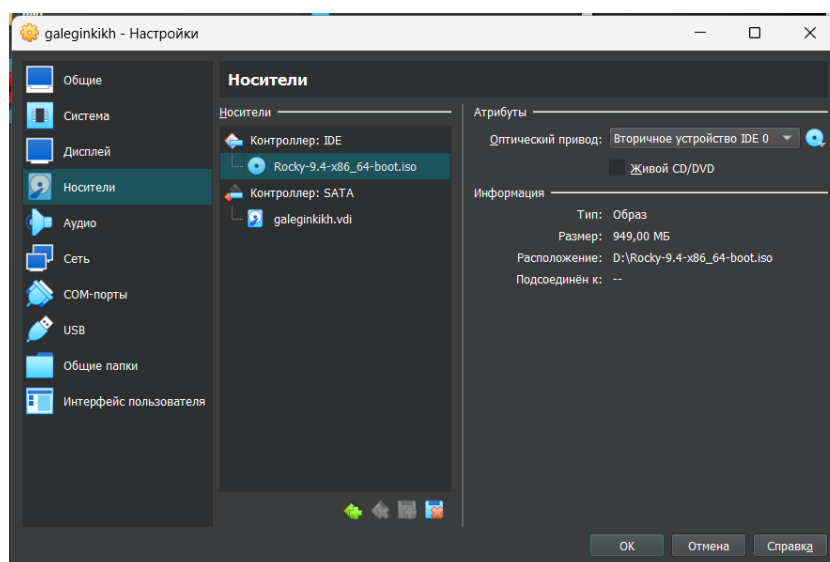 galeginkikh - Настройки
Общие
Система
Дисплей
Носители
Аудио
Сеть
COM-порты
USB
Общие папки
Интерфейс пользователя
Носители
Носители
Контроллер: IDE
Rocky-9.4-x86_64-boot.iso
Контроллер: SATA
galeginkikh.vdi
Атрибуты
Оптический привод: Вторичное устройство IDE 0
Живой CD/DVD
Информация
Тип: Образ
Размер: 949,00 МБ
Расположение: D:\Rocky-9.4-x86_64-boot.iso
Подсоединён к: --
ОК Отмена Справка